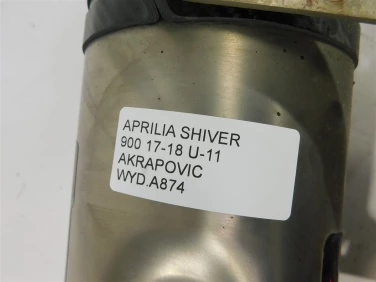 APRILIA SHIVER
900 17-18 U-11
AKRAPOVIC
WYD.A874